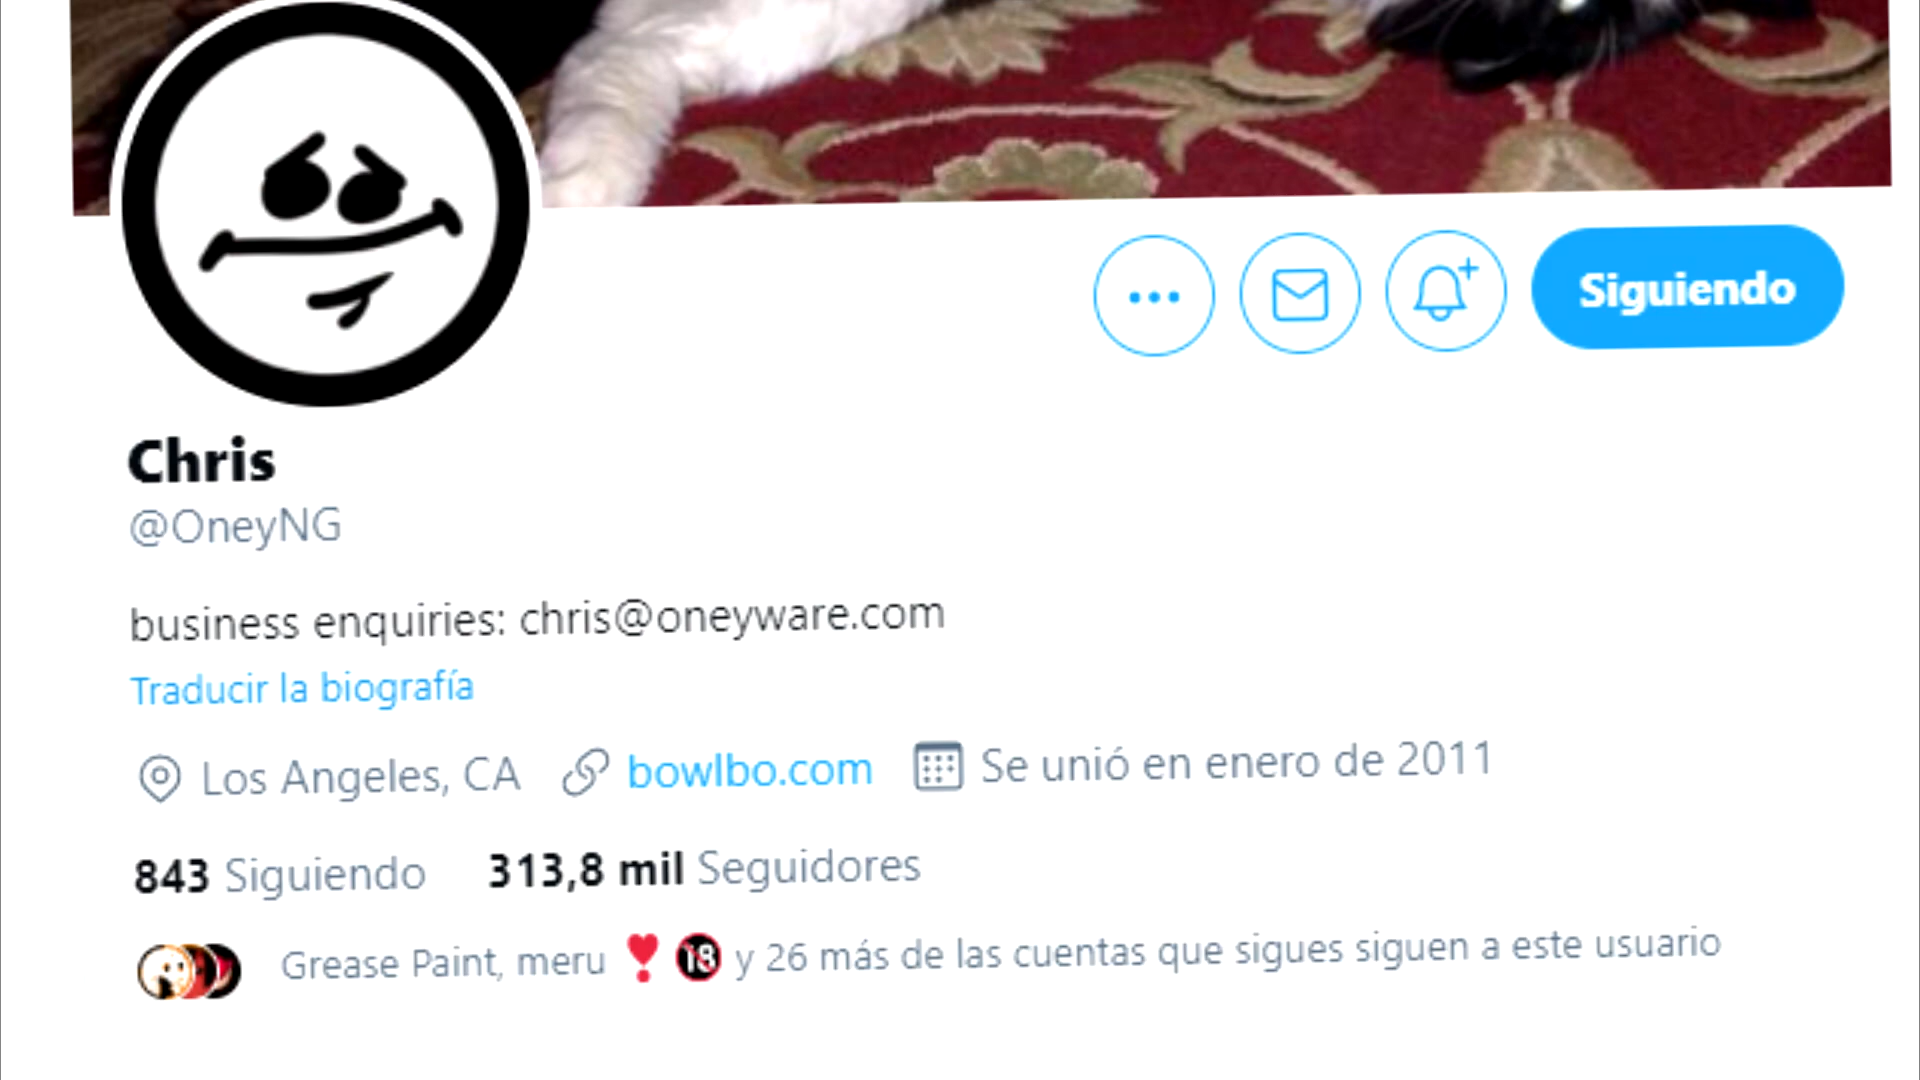 Siguiendo
Chris
@OneyNG
business enquiries: chris@oneyware.com
Traducir la biografía
Los Angeles, CA bowlbo.com Se unió en enero de 2011
843 Siguiendo 313,8 mil Seguidores
Grease Paint, meru ❣️ 🔞 y 26 más de las cuentas que sigues siguen a este usuario